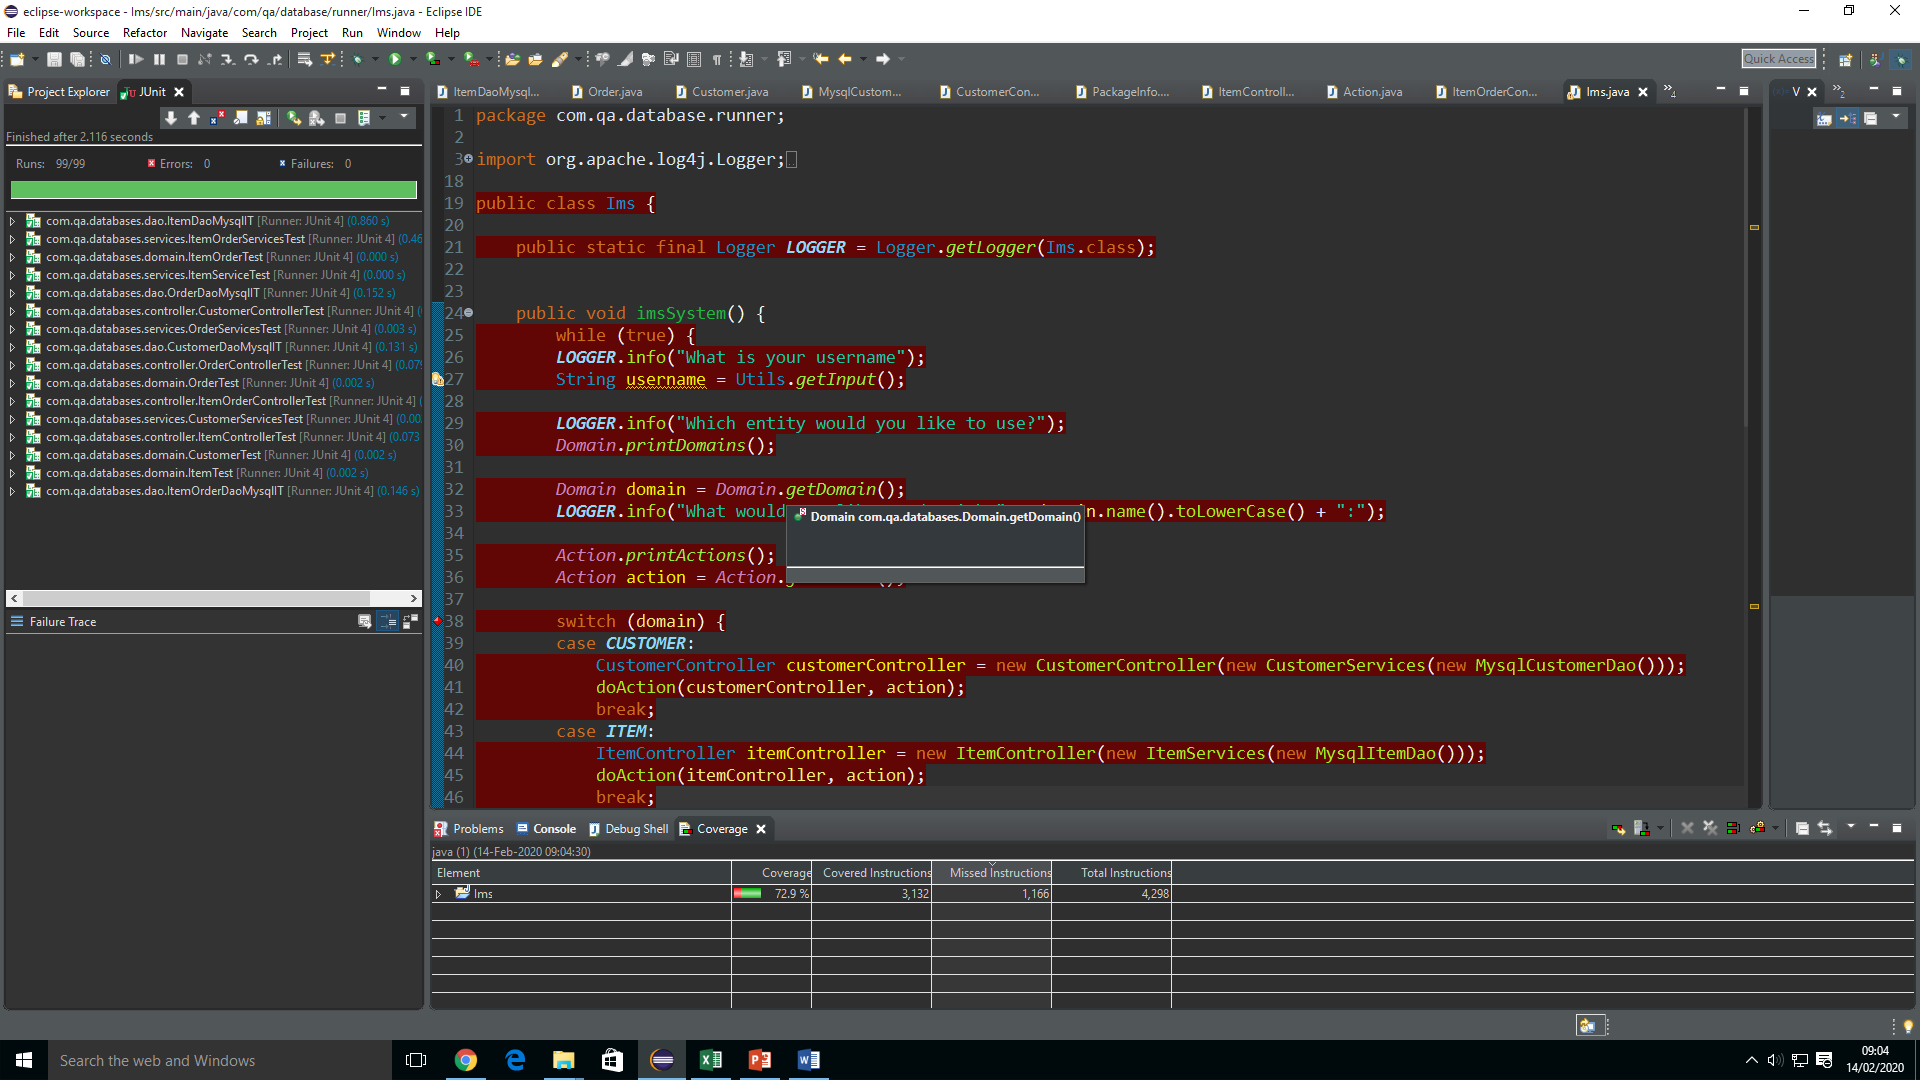 eclipse-workspace - Ims/src/main/java/com/qa/database/runner/Ims.java - Eclipse IDE
File Edit Source Refactor Navigate Search Project Run Window Help
Quick Access
Project Explorer JUnit
Finished after 2.116 seconds
Runs: 99/99 Errors: 0 Failures: 0
com.qa.databases.dao.ItemDaoMysqlIT [Runner: JUnit 4] (0.860 s)
com.qa.databases.services.ItemOrderServicesTest [Runner: JUnit 4] (0.46
com.qa.databases.domain.ItemOrderTest [Runner: JUnit 4] (0.000 s)
com.qa.databases.services.ItemServiceTest [Runner: JUnit 4] (0.000 s)
com.qa.databases.dao.OrderDaoMysqlIT [Runner: JUnit 4] (0.152 s)
com.qa.databases.controller.CustomerControllerTest [Runner: JUnit 4] (
com.qa.databases.services.OrderServicesTest [Runner: JUnit 4] (0.003 s)
com.qa.databases.dao.CustomerDaoMysqlIT [Runner: JUnit 4] (0.131 s)
com.qa.databases.controller.OrderControllerTest [Runner: JUnit 4] (0.079
com.qa.databases.domain.OrderTest [Runner: JUnit 4] (0.002 s)
com.qa.databases.controller.ItemOrderControllerTest [Runner: JUnit 4] (
com.qa.databases.services.CustomerServicesTest [Runner: JUnit 4] (0.00
com.qa.databases.controller.ItemControllerTest [Runner: JUnit 4] (0.073
com.qa.databases.domain.CustomerTest [Runner: JUnit 4] (0.002 s)
com.qa.databases.domain.ItemTest [Runner: JUnit 4] (0.002 s)
com.qa.databases.dao.ItemOrderDaoMysqlIT [Runner: JUnit 4] (0.146 s)
Failure Trace
ItemDaoMysql... Order.java Customer.java MysqlCustom... CustomerCon... PackageInfo.... ItemControll... Action.java ItemOrderCon... Ims.java »4
V »2
1 package com.qa.database.runner;
2
3 import org.apache.log4j.Logger;
18
19 public class Ims {
20
21 public static final Logger LOGGER = Logger.getLogger(Ims.class);
22
23
24 public void imsSystem() {
25 while (true) {
26 LOGGER.info("What is your username");
27 String username = Utils.getInput();
28
29 LOGGER.info("Which entity would you like to use?");
30 Domain.printDomains();
31
32 Domain domain = Domain.getDomain();
33 LOGGER.info("What would n.name().toLowerCase() + ":");
Domain com.qa.databases.Domain.getDomain()
34
35 Action.printActions();
36 Action action = Action.
37
38 switch (domain) {
39 case CUSTOMER:
40 CustomerController customerController = new CustomerController(new CustomerServices(new MysqlCustomerDao()));
41 doAction(customerController, action);
42 break;
43 case ITEM:
44 ItemController itemController = new ItemController(new ItemServices(new MysqlItemDao()));
45 doAction(itemController, action);
46 break;
Problems Console Debug Shell Coverage
java (1) (14-Feb-2020 09:04:30)
Element Coverage Covered Instructions Missed Instructions Total Instructions
Ims 72.9 % 3,132 1,166 4,298
Search the web and Windows
09:04
14/02/2020